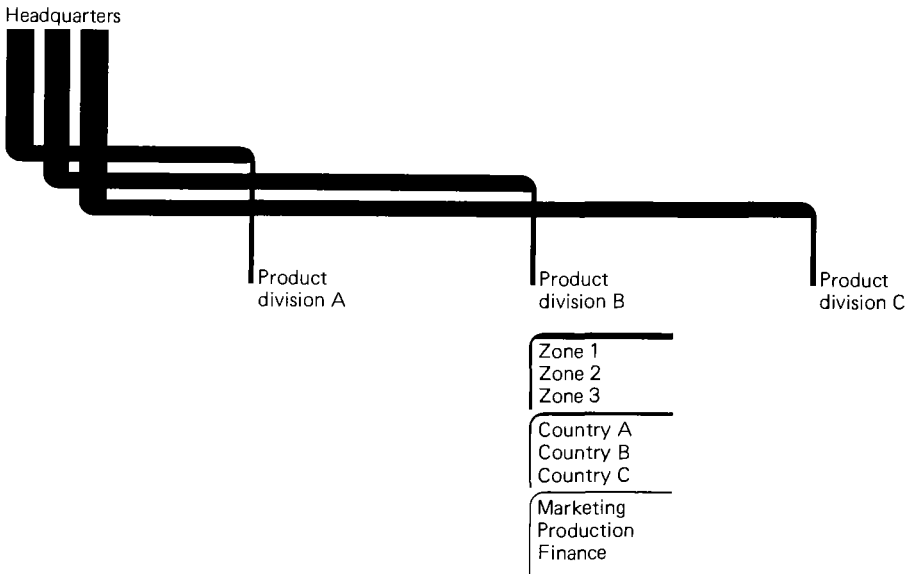 Headquarters
Product
division A
Product
division B
Product
division C
Zone 1
Zone 2
Zone 3
Country A
Country B
Country C
Marketing
Production
Finance